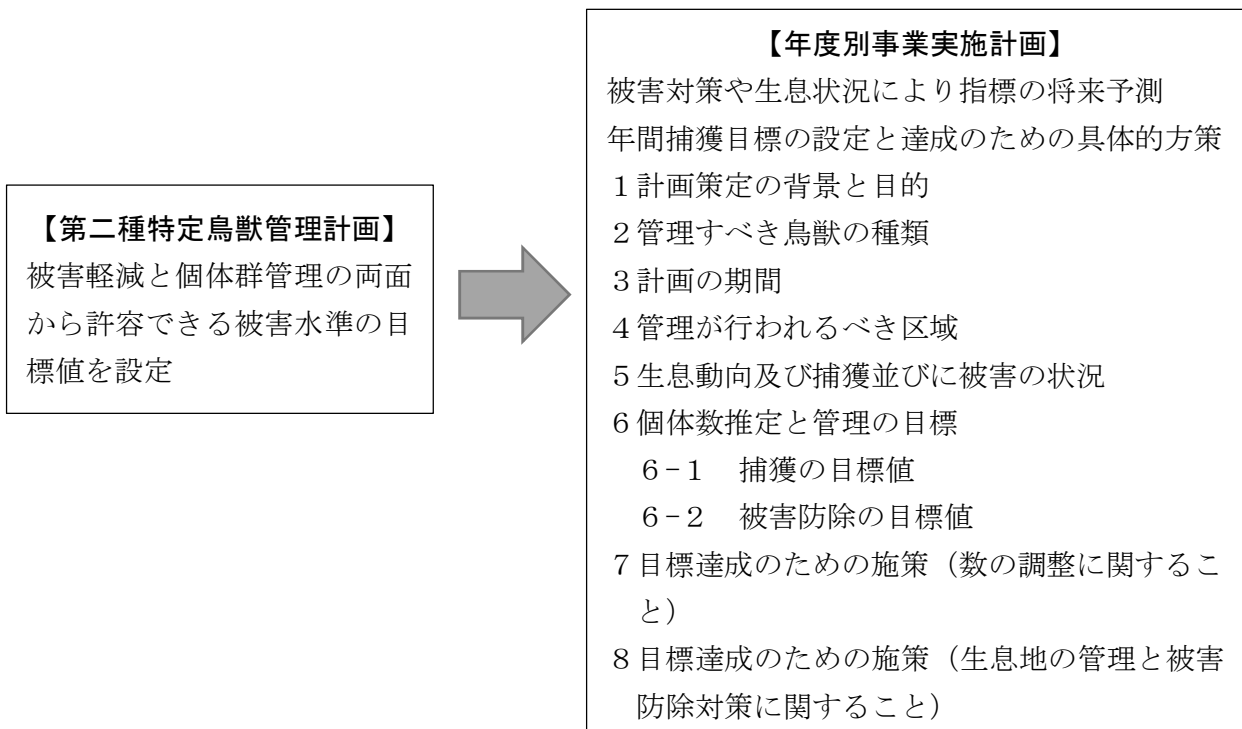 【第二種特定鳥獣管理計画】
被害軽減と個体群管理の両面
から許容できる被害水準の目
標値を設定
【年度別事業実施計画】
被害対策や生息状況により指標の将来予測
年間捕獲目標の設定と達成のための具体的方策
１計画策定の背景と目的
２管理すべき鳥獣の種類
３計画の期間
４管理が行われるべき区域
５生息動向及び捕獲並びに被害の状況
６個体数推定と管理の目標
６－１　捕獲の目標値
６－２　被害防除の目標値
７目標達成のための施策（数の調整に関するこ
と）
８目標達成のための施策（生息地の管理と被害
防除対策に関すること）